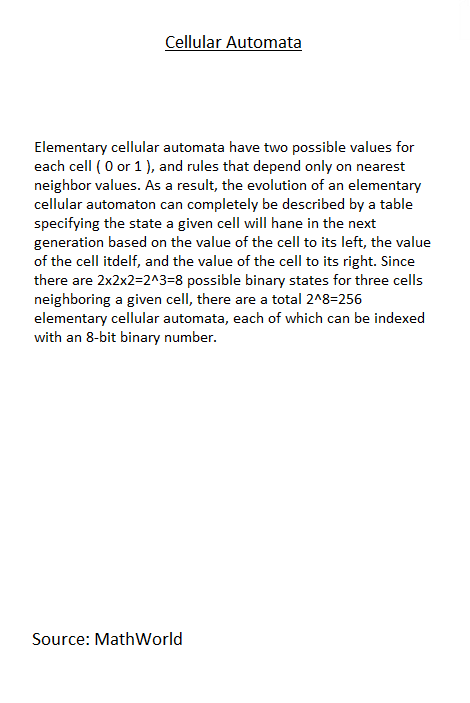 Cellular Automata
Elementary cellular automata have two possible values for
each cell ( 0 or 1 ), and rules that depend only on nearest
neighbor values. As a result, the evolution of an elementary
cellular automaton can completely be described by a table
specifying the state a given cell will hane in the next
generation based on the value of the cell to its left, the value
of the cell itdelf, and the value of the cell to its right. Since
there are 2x2x2=2^3=8 possible binary states for three cells
neighboring a given cell, there are a total 2^8=256
elementary cellular automata, each of which can be indexed
with an 8-bit binary number.
Source: MathWorld